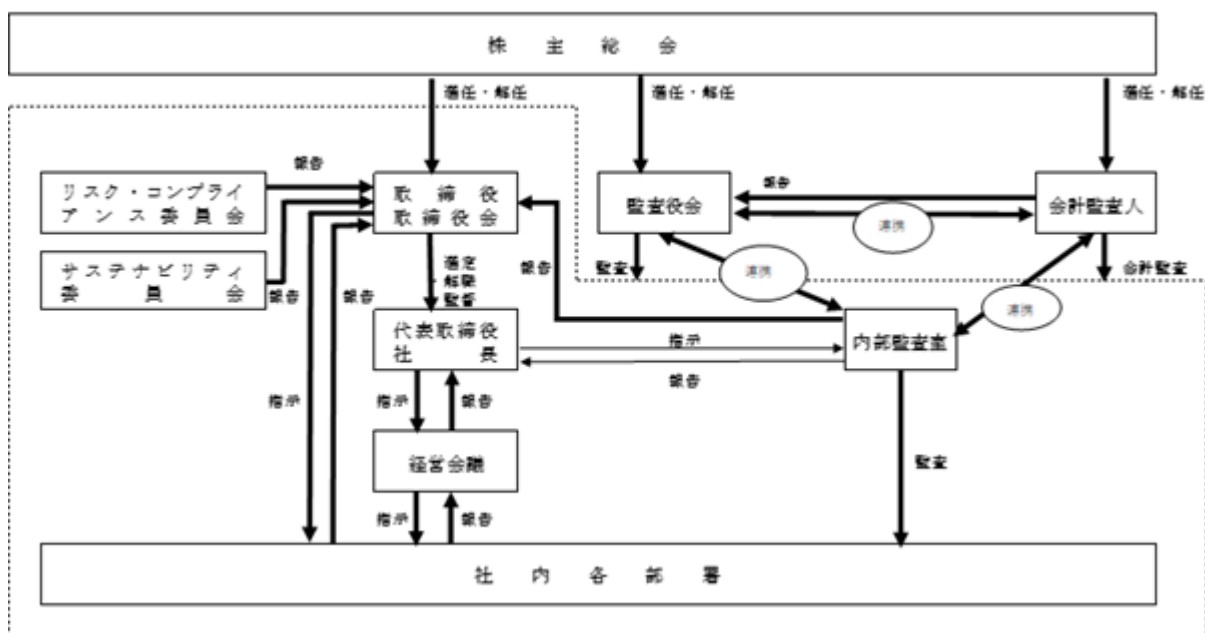 株主総会
選任・解任
選任・解任
選任・解任
リスク・コンプライ
アンス委員会
報告
取締役
取締役会
監査役会
報告
連携
会計監査人
サステナビリティ
委員会
報告
報告
選定
・解職
監督
報告
監査
連携
会計監査
連携
代表取締役
社長
指示
報告
内部監査室
指示
指示
報告
経営会議
監査
指示
報告
社内各部署